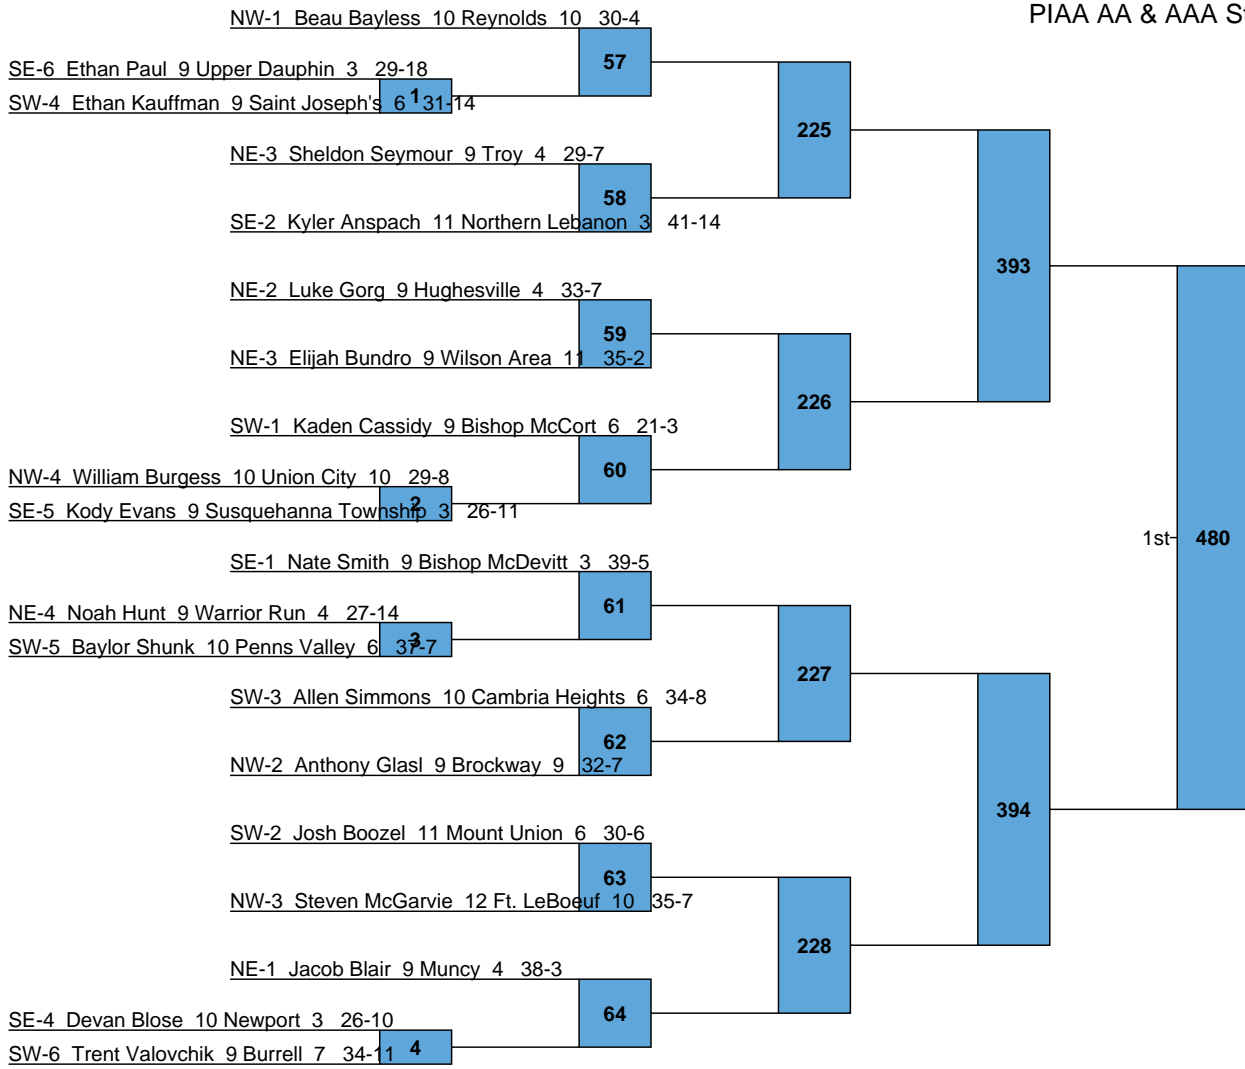 NW-1 Beau Bayless 10 Reynolds 10 30-4
PIAA AA & AAA S
57
SE-6 Ethan Paul 9 Upper Dauphin 3 29-18
1
SW-4 Ethan Kauffman 9 Saint Joseph's 6 31-14
225
NE-3 Sheldon Seymour 9 Troy 4 29-7
58
SE-2 Kyler Anspach 11 Northern Lebanon 3 41-14
393
NE-2 Luke Gorg 9 Hughesville 4 33-7
59
NE-3 Elijah Bundro 9 Wilson Area 11 35-2
226
SW-1 Kaden Cassidy 9 Bishop McCort 6 21-3
60
NW-4 William Burgess 10 Union City 10 29-8
2
SE-5 Kody Evans 9 Susquehanna Township 3 26-11
1st
480
SE-1 Nate Smith 9 Bishop McDevitt 3 39-5
61
NE-4 Noah Hunt 9 Warrior Run 4 27-14
3
SW-5 Baylor Shunk 10 Penns Valley 6 37-7
227
SW-3 Allen Simmons 10 Cambria Heights 6 34-8
62
NW-2 Anthony Glasl 9 Brockway 9 32-7
394
SW-2 Josh Boozel 11 Mount Union 6 30-6
63
NW-3 Steven McGarvie 12 Ft. LeBoeuf 10 35-7
228
NE-1 Jacob Blair 9 Muncy 4 38-3
64
SE-4 Devan Blose 10 Newport 3 26-10
4
SW-6 Trent Valovchik 9 Burrell 7 34-11